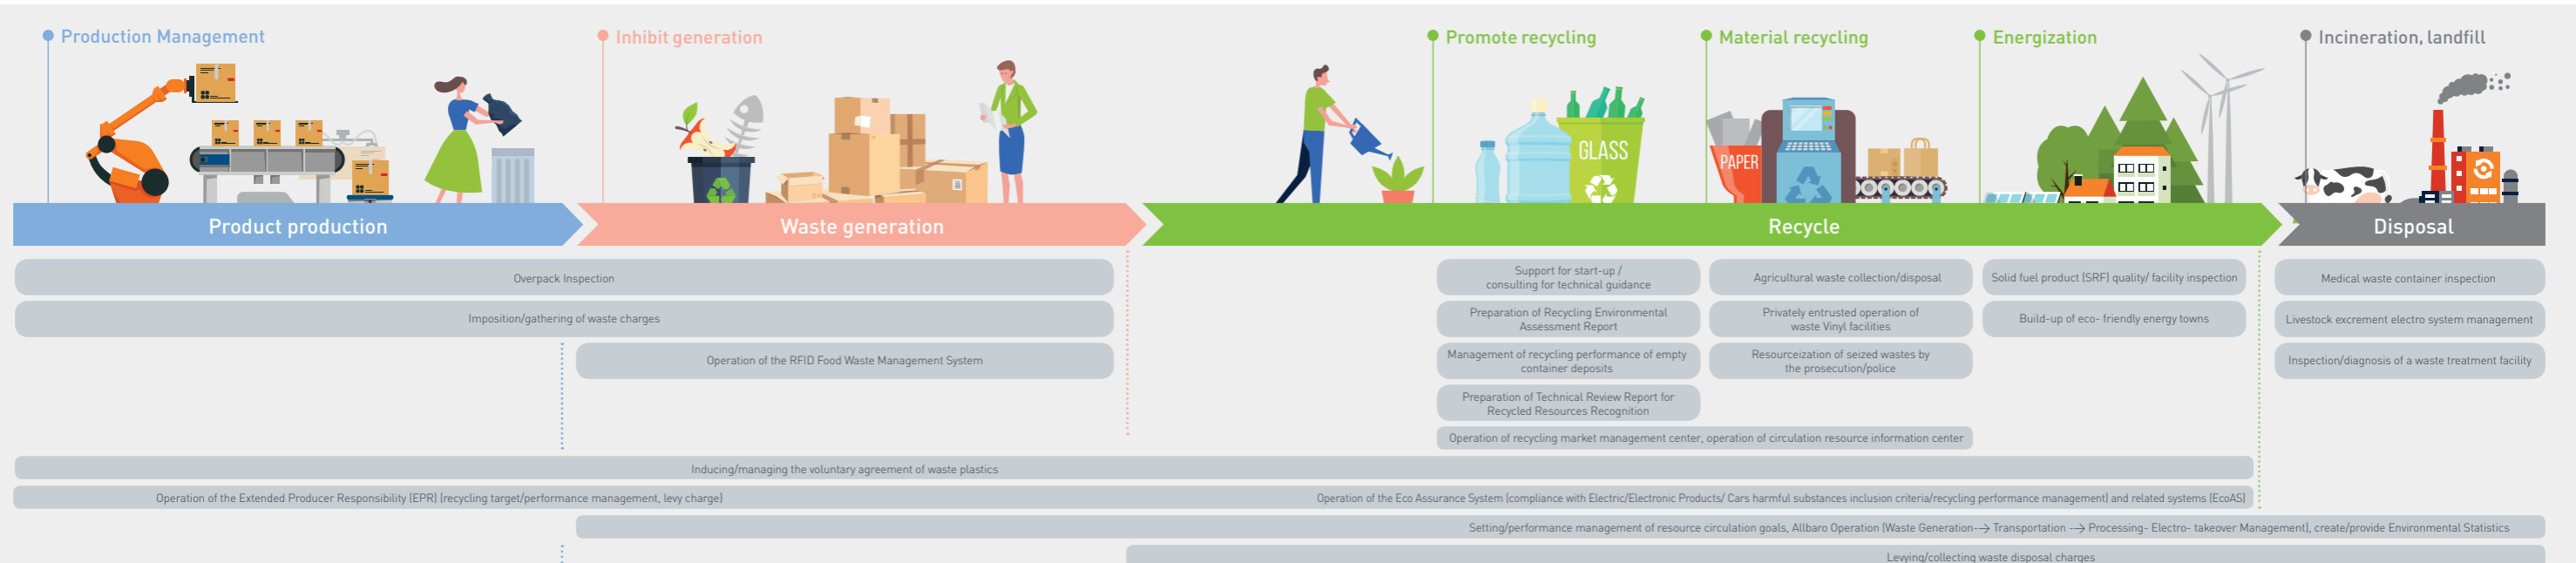 Production Management
Inhibit generation
Promote recycling
Material recycling
Energization
Incineration, landfill
GLASS
PAPER
Product production
Waste generation
Recycle
Disposal
Overpack Inspection
Support for start-up /
consulting for technical guidance
Agricultural waste collection/disposal
Solid fuel product (SRF) quality/ facility inspection
Medical waste container inspection
Imposition/gathering of waste charges
Preparation of Recycling Environmental
Assessment Report
Privately entrusted operation of
waste Vinyl facilities
Build-up of eco- friendly energy towns
Livestock excrement electro system management
Operation of the RFID Food Waste Management System
Management of recycling performance of empty
container deposits
Resourceization of seized wastes by
the prosecution/police
Inspection/diagnosis of a waste treatment facility
Preparation of Technical Review Report for
Recycled Resources Recognition
Operation of recycling market management center, operation of circulation resource information center
Inducing/managing the voluntary agreement of waste plastics
Operation of the Extended Producer Responsibility (EPR) (recycling target/performance management, levy charge)
Operation of the Eco Assurance System (compliance with Electric/Electronic Products/ Cars harmful substances inclusion criteria/recycling performance management) and related systems (EcoAS)
Setting/performance management of resource circulation goals, Allbaro Operation (Waste Generation--> Transportation --> Processing- Electro- takeover Management), create/provide Environmental Statistics
Levying/collecting waste disposal charges